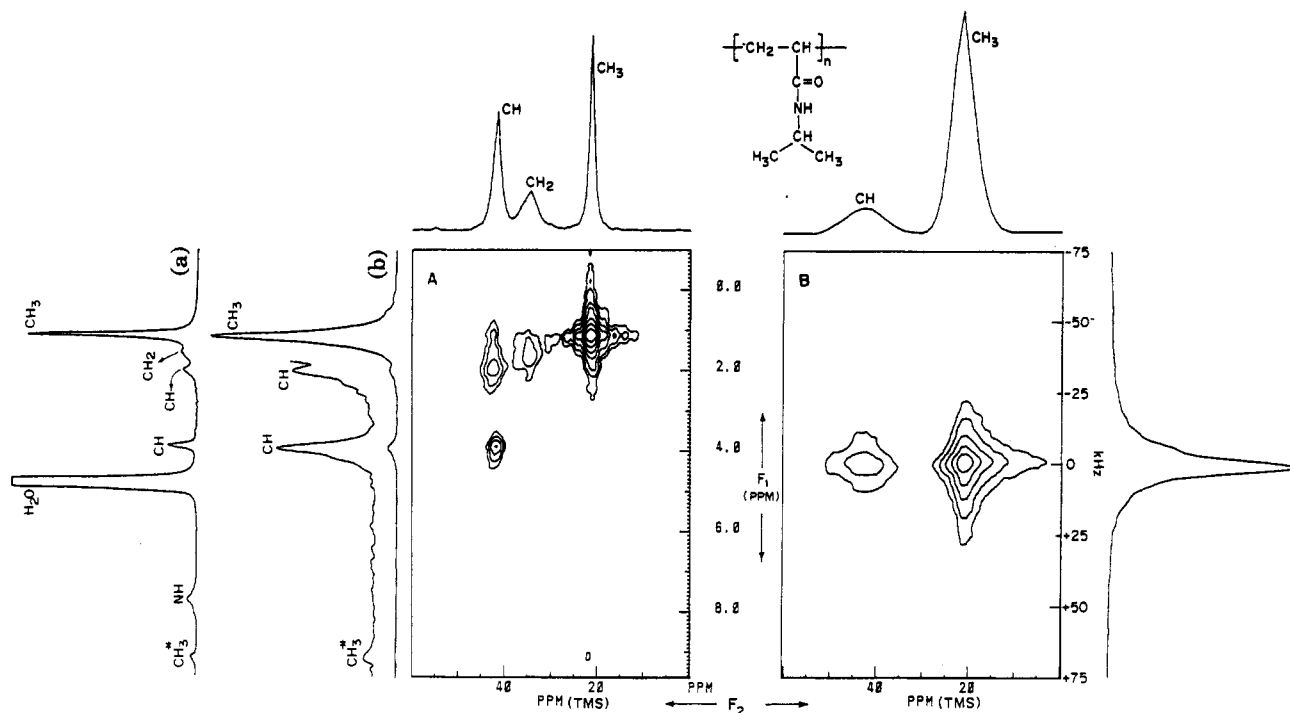 CH
CH2
CH3
[CH2—CH]n
C=O
NH
CH
H3C CH3
CH3
CH
(a)
CH3
CH2
CH
CH
H2O
NH
CH3*
(b)
CH3
CH
CH
CH3*
A
0.0
2.0
4.0
6.0
8.0
F1
(PPM)
40 20 PPM
PPM (TMS)
F2
B
-75
-50
-25
0
kHz
+25
+50
+75
40 20
PPM (TMS)